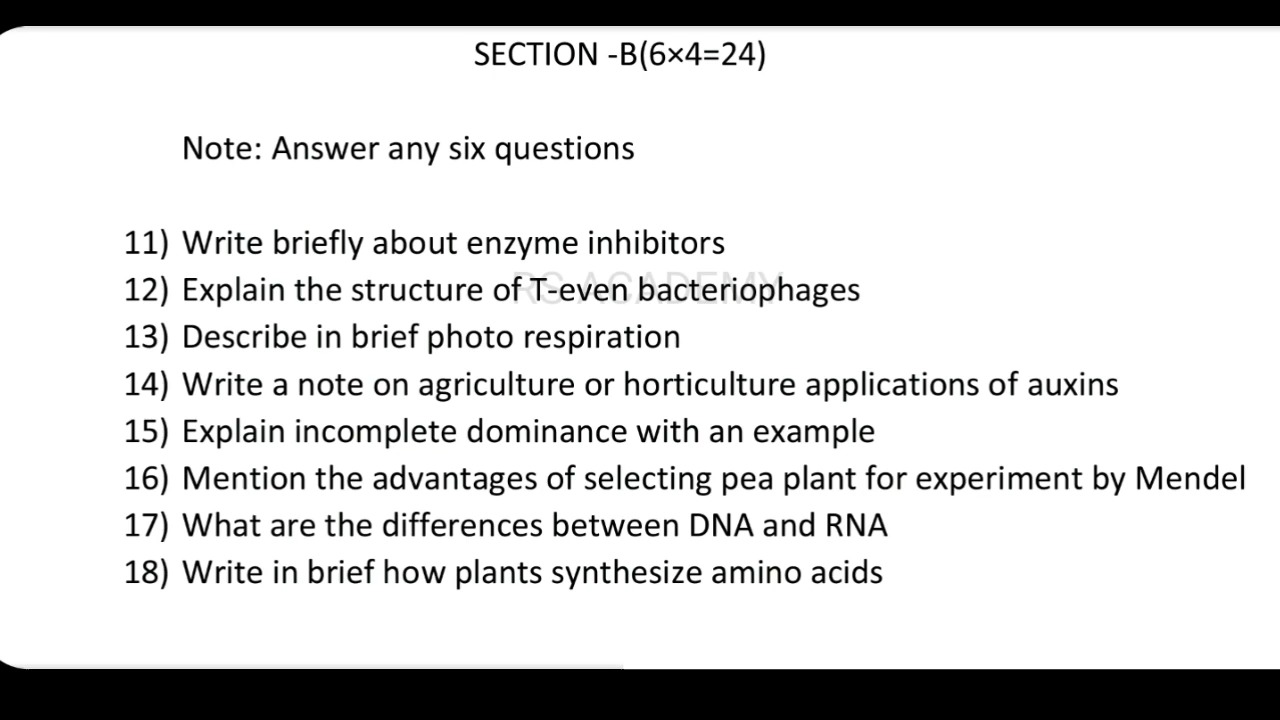 SECTION -B(6×4=24)
Note: Answer any six questions
11) Write briefly about enzyme inhibitors
RS ACADEMY
12) Explain the structure of T-even bacteriophages
13) Describe in brief photo respiration
14) Write a note on agriculture or horticulture applications of auxins
15) Explain incomplete dominance with an example
16) Mention the advantages of selecting pea plant for experiment by Mendel
17) What are the differences between DNA and RNA
18) Write in brief how plants synthesize amino acids